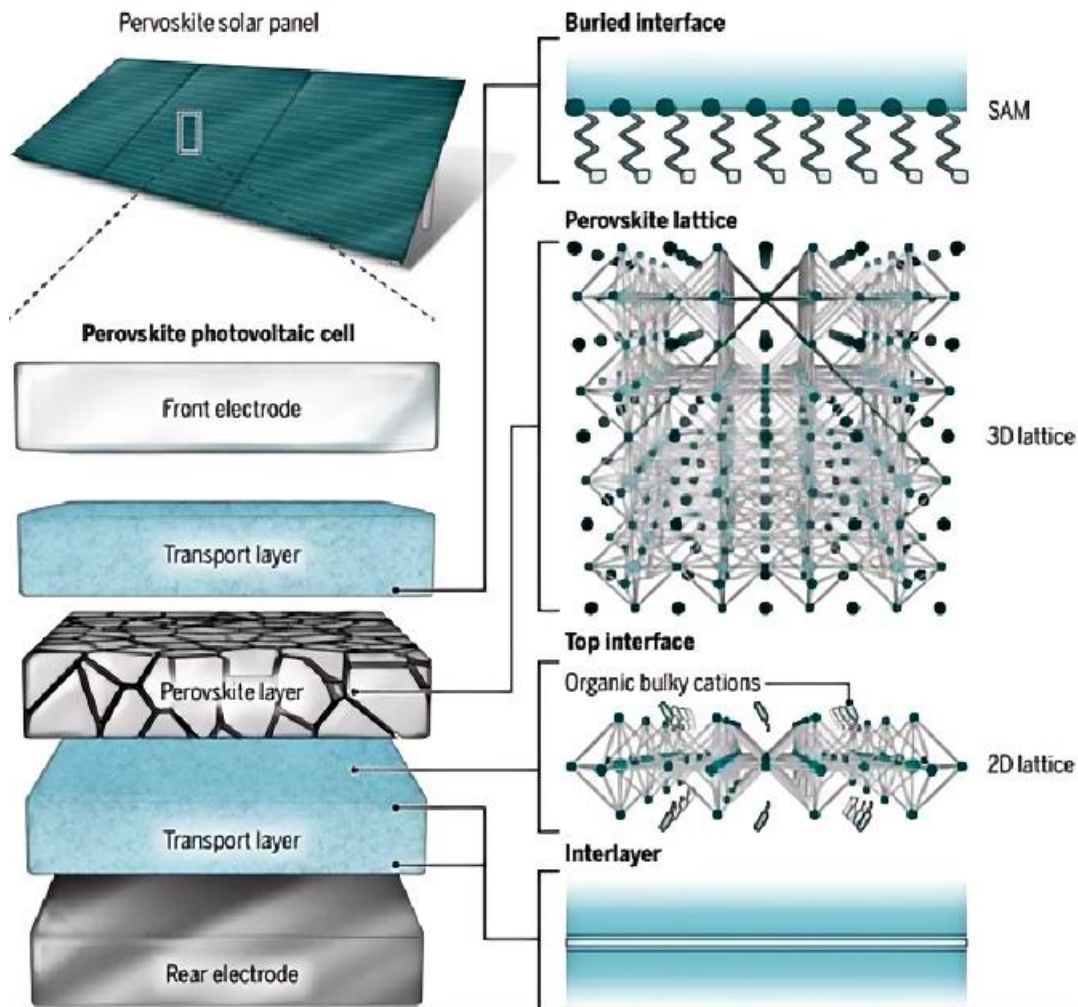 Pervoskite solar panel
Perovskite photovoltaic cell
Front electrode
Transport layer
Perovskite layer
Transport layer
Rear electrode
Buried interface
SAM
Perovskite lattice
3D lattice
Top interface
Organic bulky cations
2D lattice
Interlayer